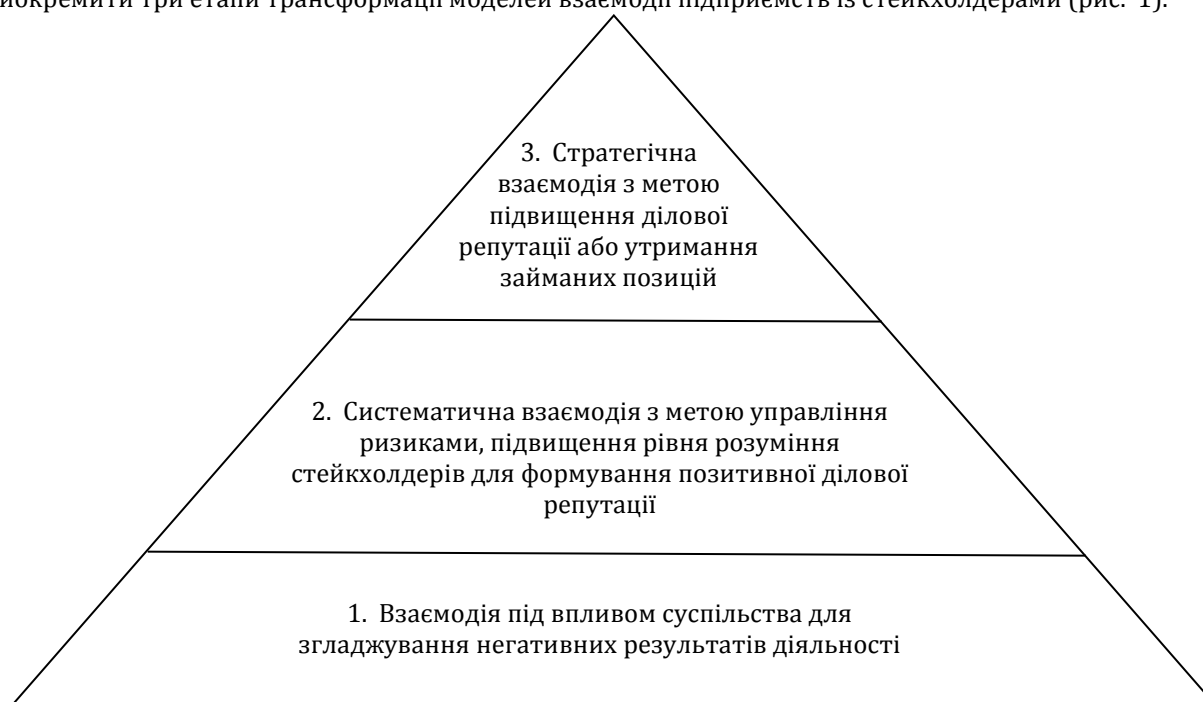 три етапи трансформації моделей взаємодії підприємств із стейкхолдерами (рис. 1).
3. Стратегічна
взаємодія з метою
підвищення ділової
репутації або утримання
займаних позицій
2. Систематична взаємодія з метою управління
ризиками, підвищення рівня розуміння
стейкхолдерів для формування позитивної ділової
репутації
1. Взаємодія під впливом суспільства для
згладжування негативних результатів діяльності